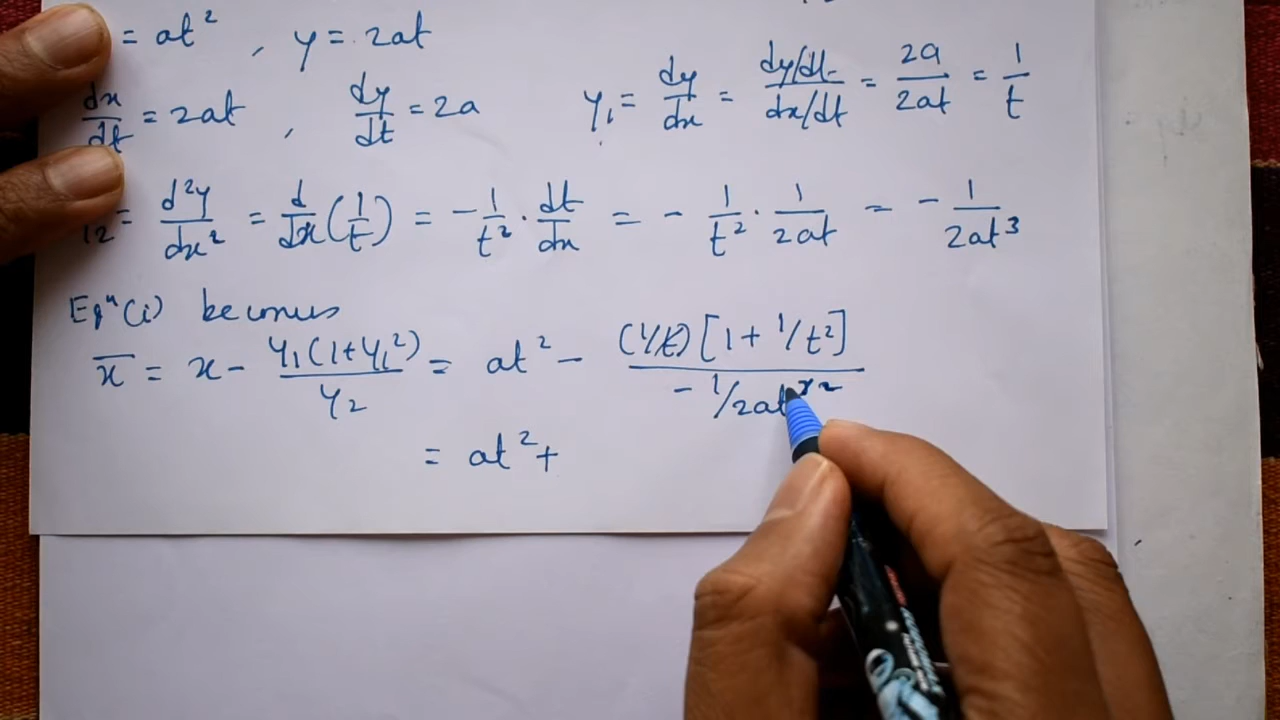 = at² , y = 2at
dx/dt = 2at , dy/dt = 2a y₁ = dy/dx = (dy/dt)/(dx/dt) = 2a/2at = 1/t
y₂ = d²y/dx² = d/dx(1/t) = -1/t² · dt/dx = - 1/t² · 1/2at = - 1/2at³
Eqⁿ(i) becomes
x̄ = x - y₁(1+y₁²)/y₂ = at² - (1/t)[1 + 1/t²]/(-1/2at³ ²)
= at² +